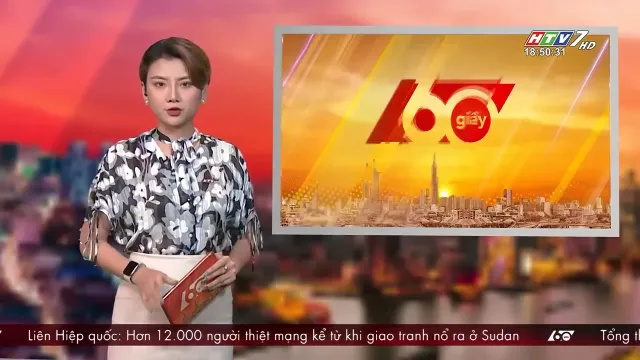 HTV7 HD
18:50:31
60 giây
Liên Hiệp quốc: Hơn 12.000 người thiệt mạng kể từ khi giao tranh nổ ra ở Sudan 60 Tổng th